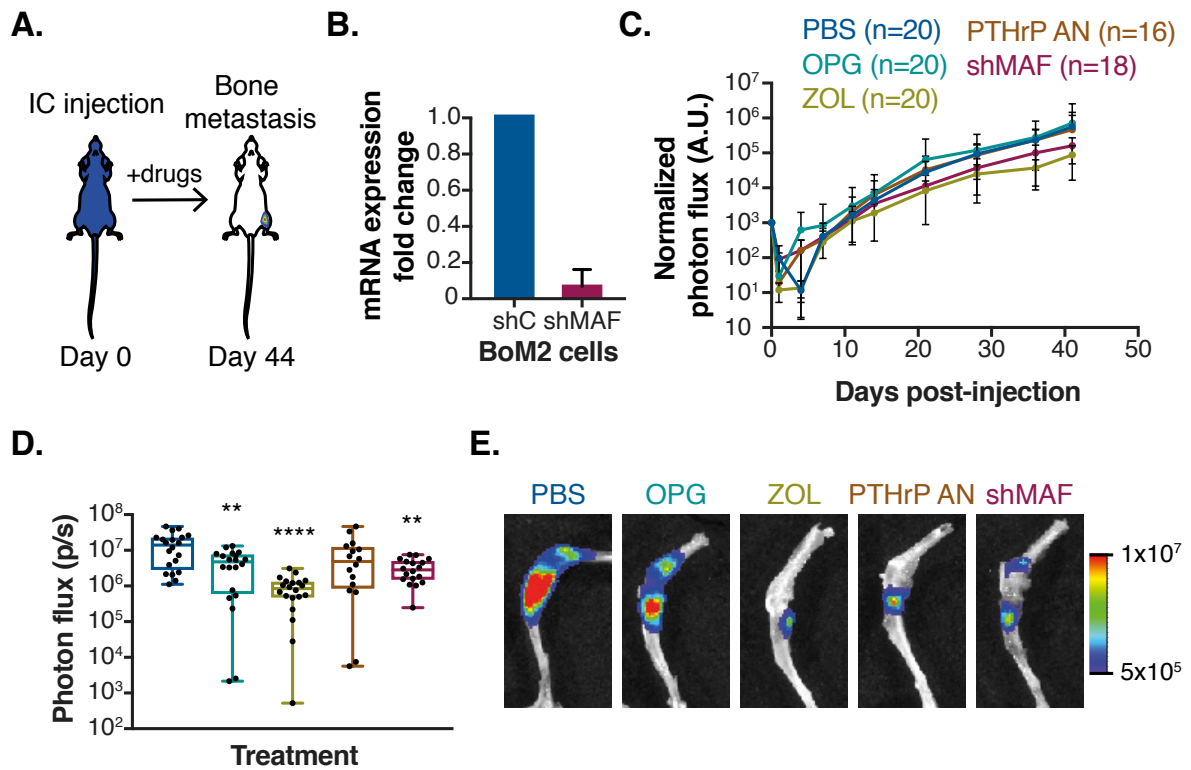 A.
IC injection
Bone
metastasis
+drugs
Day 0
Day 44
B.
mRNA expression
fold change
1.0
0.8
0.6
0.4
0.2
0
shC shMAF
BoM2 cells
C.
PBS (n=20) PTHrP AN (n=16)
OPG (n=20) shMAF (n=18)
ZOL (n=20)
Normalized
photon flux (A.U.)
10⁷
10⁶
10⁵
10⁴
10³
10²
10¹
10
0 10 20 30 40 50
Days post-injection
D.
Photon flux (p/s)
10⁸
10⁷
10⁶
10⁵
10⁴
10³
10²
** **** **
Treatment
E.
PBS OPG ZOL PTHrP AN shMAF
1x10⁷
5x10⁵